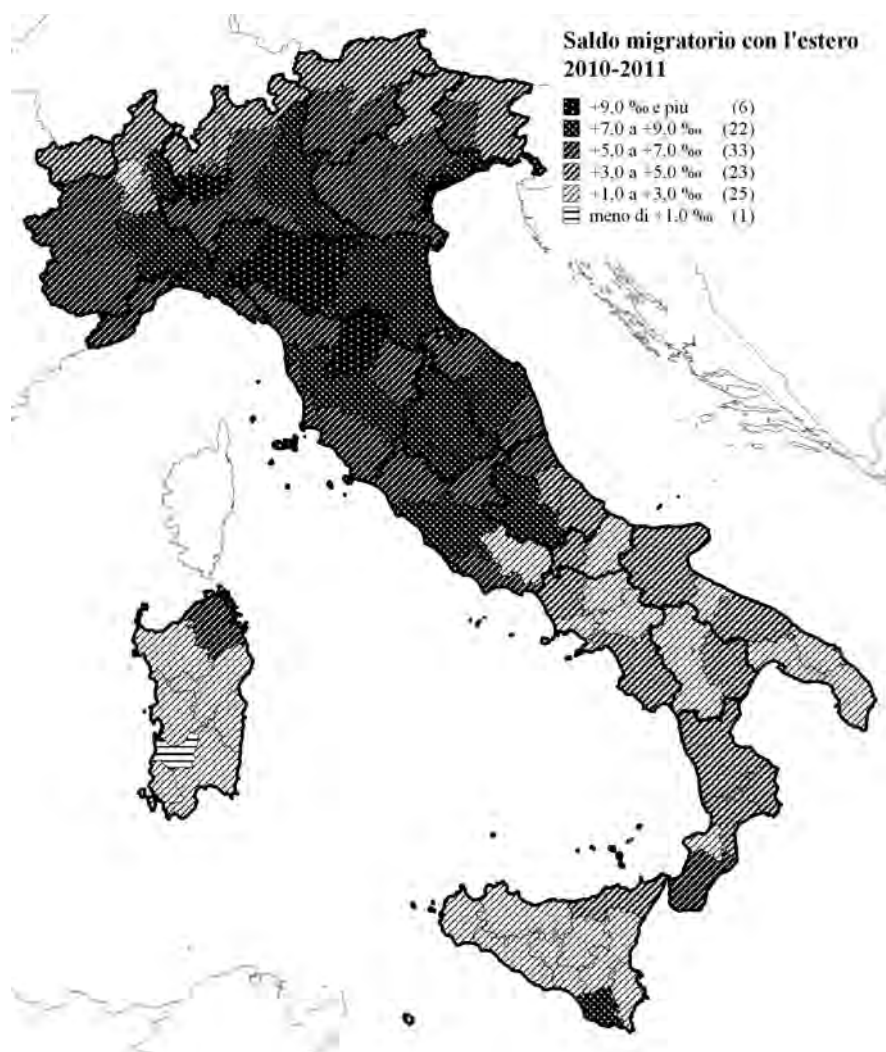 Saldo migratorio con l'estero
2010-2011
+9,0 ‰ e più (6)
+7,0 a +9,0 ‰ (22)
+5,0 a +7,0 ‰ (33)
+3,0 a +5,0 ‰ (23)
+1,0 a +3,0 ‰ (25)
meno di +1,0 ‰ (1)